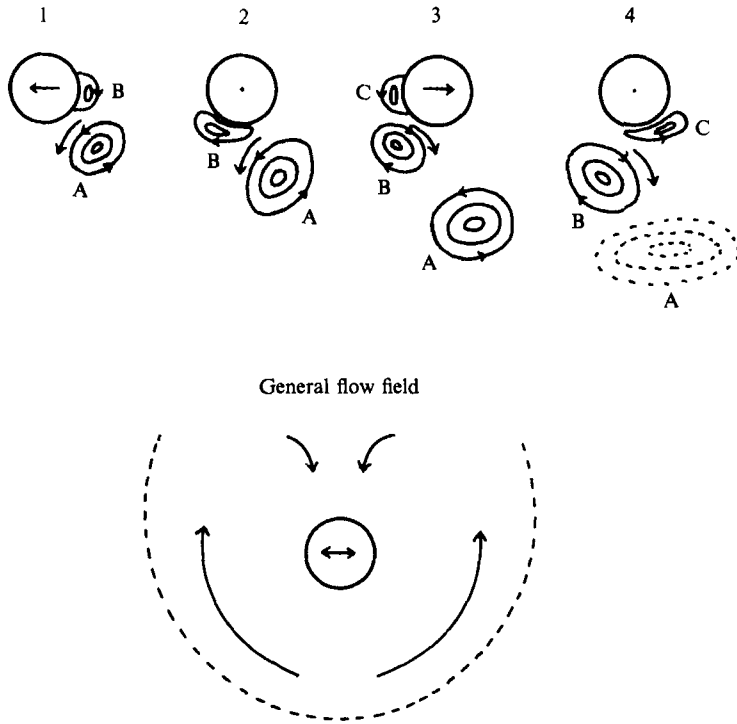 1 2 3 4
B C C
A B A B B
A A
General flow field